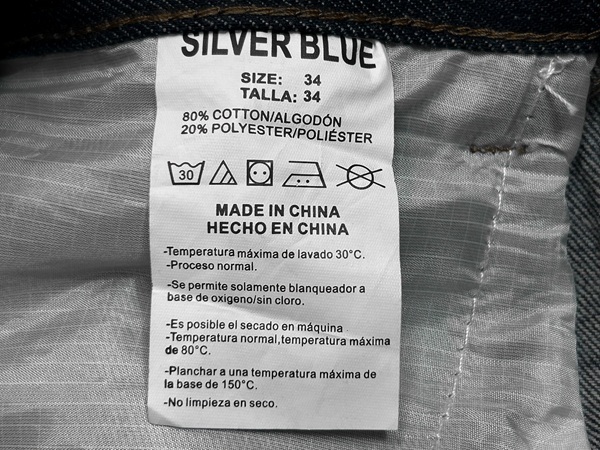 SILVER BLUE
SIZE: 34
TALLA: 34
80% COTTON/ALGODÓN
20% POLYESTER/POLIÉSTER
30
MADE IN CHINA
HECHO EN CHINA
-Temperatura máxima de lavado 30°C.
-Proceso normal.
-Se permite solamente blanqueador a
base de oxigeno/sin cloro.
-Es posible el secado en máquina
-Temperatura normal,temperatura máxima
de 80°C.
-Planchar a una temperatura máxima de
la base de 150°C.
-No limpieza en seco.